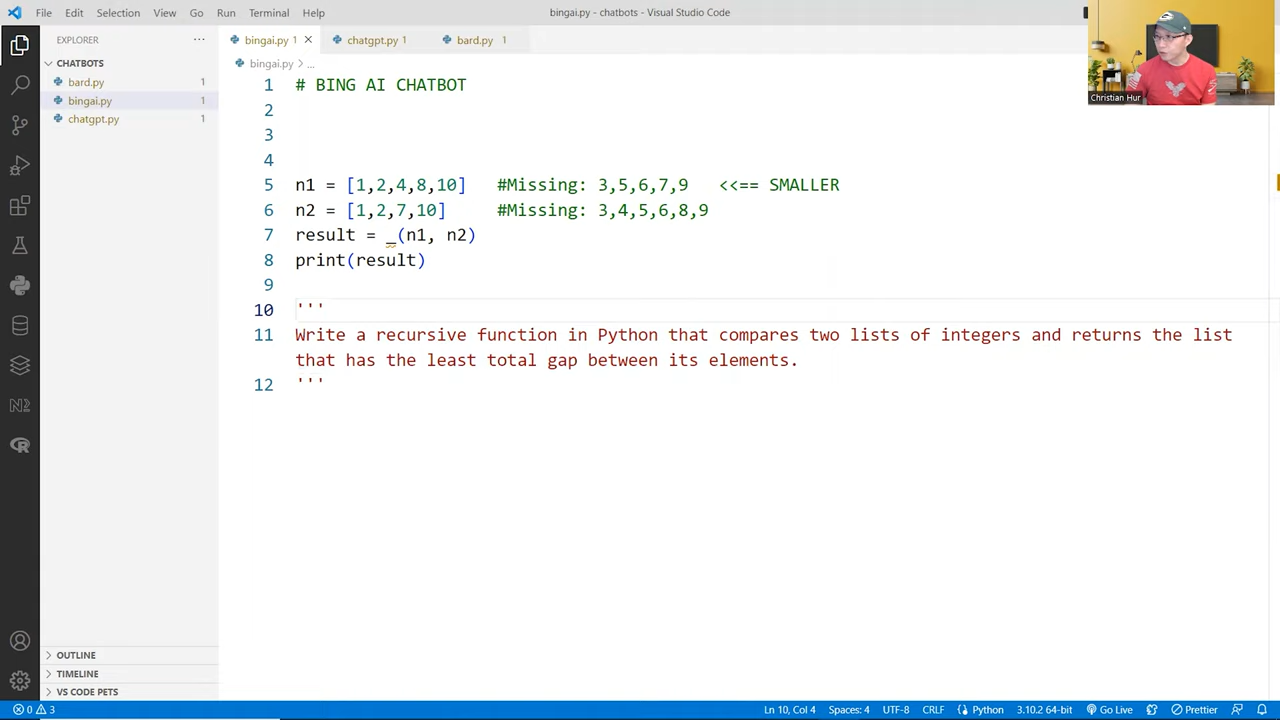 File Edit Selection View Go Run Terminal Help
bingai.py - chatbots - Visual Studio Code
EXPLORER ...
bingai.py 1
chatgpt.py 1
bard.py 1
CHATBOTS
bingai.py > ...
bard.py 1
bingai.py 1
chatgpt.py 1
Christian Hur
1 # BING AI CHATBOT
2
3
4
5 n1 = [1,2,4,8,10] #Missing: 3,5,6,7,9 <<== SMALLER
6 n2 = [1,2,7,10] #Missing: 3,4,5,6,8,9
7 result = _(n1, n2)
8 print(result)
9
10 '''
11 Write a recursive function in Python that compares two lists of integers and returns the list
that has the least total gap between its elements.
12 '''
OUTLINE
TIMELINE
VS CODE PETS
0 3 Ln 10, Col 4 Spaces: 4 UTF-8 CRLF Python 3.10.2 64-bit Go Live Prettier